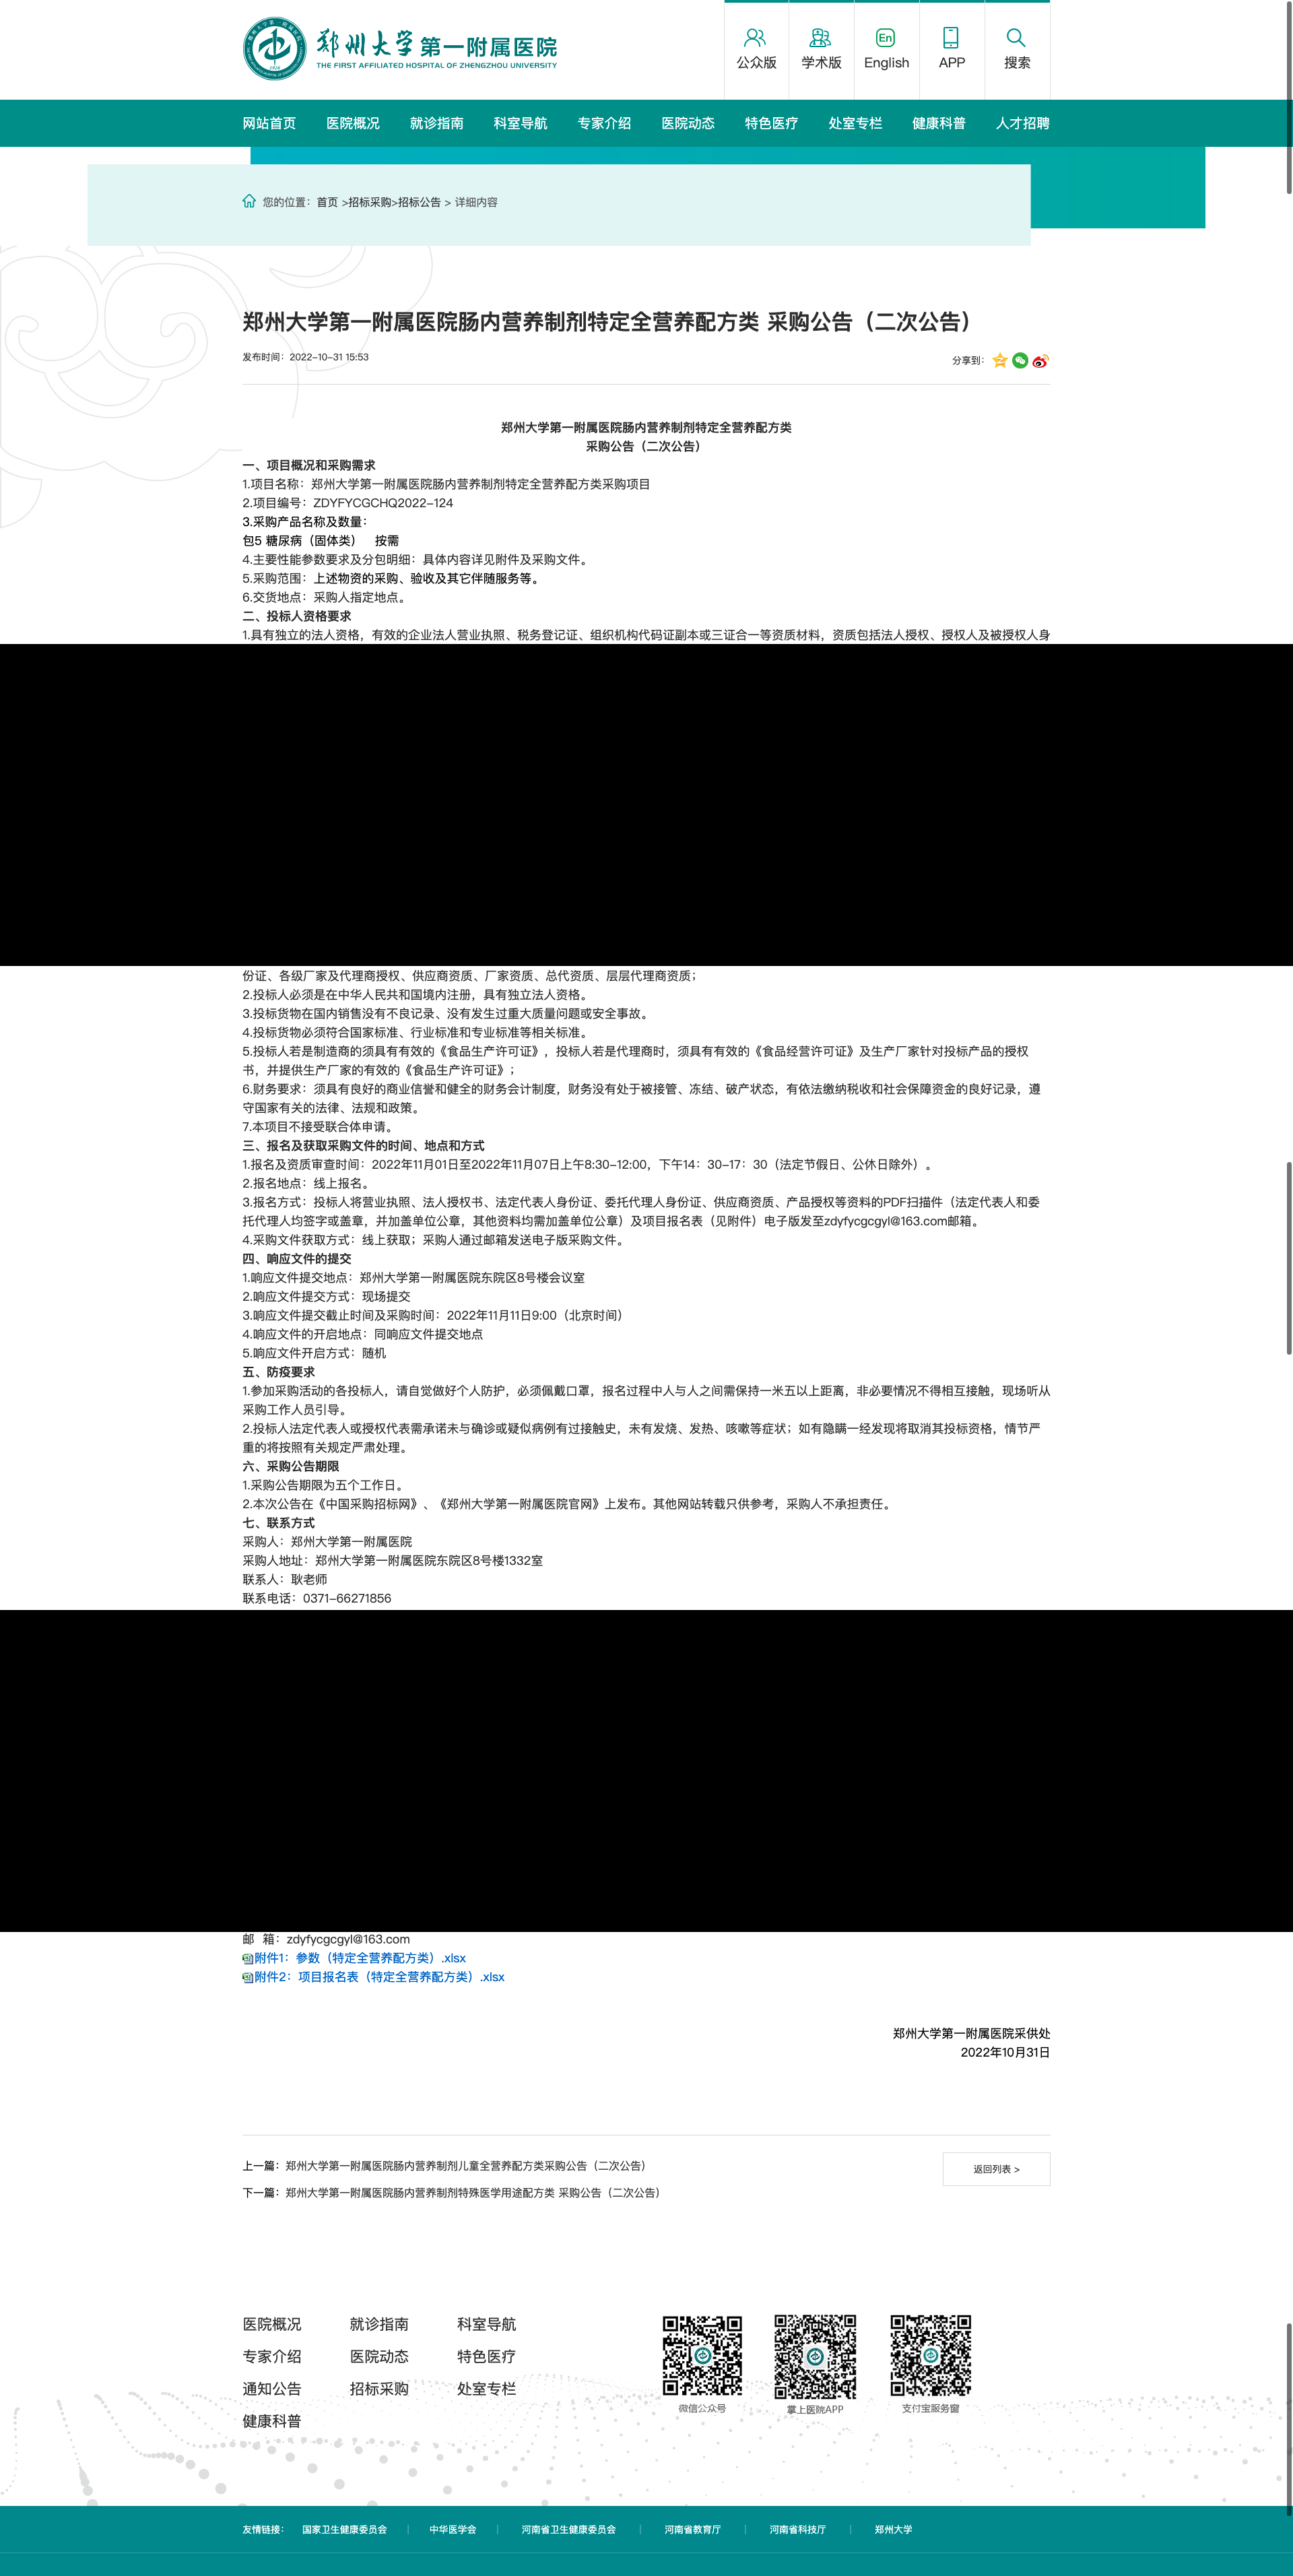 郑州大学第一附属医院
THE FIRST AFFILIATED HOSPITAL OF ZHENGZHOU UNIVERSITY
公众版
学术版
En
English
APP
搜索
网站首页 医院概况 就诊指南 科室导航 专家介绍 医院动态 特色医疗 处室专栏 健康科普 人才招聘
您的位置：首页 >招标采购>招标公告 > 详细内容
郑州大学第一附属医院肠内营养制剂特定全营养配方类 采购公告（二次公告）
发布时间：2022-10-31 15:53
分享到：
郑州大学第一附属医院肠内营养制剂特定全营养配方类
采购公告（二次公告）
一、项目概况和采购需求
1.项目名称：郑州大学第一附属医院肠内营养制剂特定全营养配方类采购项目
2.项目编号：ZDYFYCGCHQ2022-124
3.采购产品名称及数量：
包5 糖尿病（固体类） 按需
4.主要性能参数要求及分包明细：具体内容详见附件及采购文件。
5.采购范围：上述物资的采购、验收及其它伴随服务等。
6.交货地点：采购人指定地点。
二、投标人资格要求
1.具有独立的法人资格，有效的企业法人营业执照、税务登记证、组织机构代码证副本或三证合一等资质材料，资质包括法人授权、授权人及被授权人身
份证、各级厂家及代理商授权、供应商资质、厂家资质、总代资质、层层代理商资质；
2.投标人必须是在中华人民共和国境内注册，具有独立法人资格。
3.投标货物在国内销售没有不良记录、没有发生过重大质量问题或安全事故。
4.投标货物必须符合国家标准、行业标准和专业标准等相关标准。
5.投标人若是制造商的须具有有效的《食品生产许可证》，投标人若是代理商时，须具有有效的《食品经营许可证》及生产厂家针对投标产品的授权
书，并提供生产厂家的有效的《食品生产许可证》；
6.财务要求：须具有良好的商业信誉和健全的财务会计制度，财务没有处于被接管、冻结、破产状态，有依法缴纳税收和社会保障资金的良好记录，遵
守国家有关的法律、法规和政策。
7.本项目不接受联合体申请。
三、报名及获取采购文件的时间、地点和方式
1.报名及资质审查时间：2022年11月01日至2022年11月07日上午8:30-12:00，下午14：30-17：30（法定节假日、公休日除外）。
2.报名地点：线上报名。
3.报名方式：投标人将营业执照、法人授权书、法定代表人身份证、委托代理人身份证、供应商资质、产品授权等资料的PDF扫描件（法定代表人和委
托代理人均签字或盖章，并加盖单位公章，其他资料均需加盖单位公章）及项目报名表（见附件）电子版发至zdyfycgcgyl@163.com邮箱。
4.采购文件获取方式：线上获取；采购人通过邮箱发送电子版采购文件。
四、响应文件的提交
1.响应文件提交地点：郑州大学第一附属医院东院区8号楼会议室
2.响应文件提交方式：现场提交
3.响应文件提交截止时间及采购时间：2022年11月11日9:00（北京时间）
4.响应文件的开启地点：同响应文件提交地点
5.响应文件开启方式：随机
五、防疫要求
1.参加采购活动的各投标人，请自觉做好个人防护，必须佩戴口罩，报名过程中人与人之间需保持一米五以上距离，非必要情况不得相互接触，现场听从
采购工作人员引导。
2.投标人法定代表人或授权代表需承诺未与确诊或疑似病例有过接触史，未有发烧、发热、咳嗽等症状；如有隐瞒一经发现将取消其投标资格，情节严
重的将按照有关规定严肃处理。
六、采购公告期限
1.采购公告期限为五个工作日。
2.本次公告在《中国采购招标网》、《郑州大学第一附属医院官网》上发布。其他网站转载只供参考，采购人不承担责任。
七、联系方式
采购人：郑州大学第一附属医院
采购人地址：郑州大学第一附属医院东院区8号楼1332室
联系人：耿老师
联系电话：0371-66271856
邮 箱：zdyfycgcgyl@163.com
附件1：参数（特定全营养配方类）.xlsx
附件2：项目报名表（特定全营养配方类）.xlsx
郑州大学第一附属医院采供处
2022年10月31日
上一篇：郑州大学第一附属医院肠内营养制剂儿童全营养配方类采购公告（二次公告）
返回列表 >
下一篇：郑州大学第一附属医院肠内营养制剂特殊医学用途配方类 采购公告（二次公告）
医院概况 就诊指南 科室导航
专家介绍 医院动态 特色医疗
通知公告 招标采购 处室专栏
健康科普
微信公众号
掌上医院APP
支付宝服务窗
友情链接： 国家卫生健康委员会 | 中华医学会 | 河南省卫生健康委员会 | 河南省教育厅 | 河南省科技厅 | 郑州大学